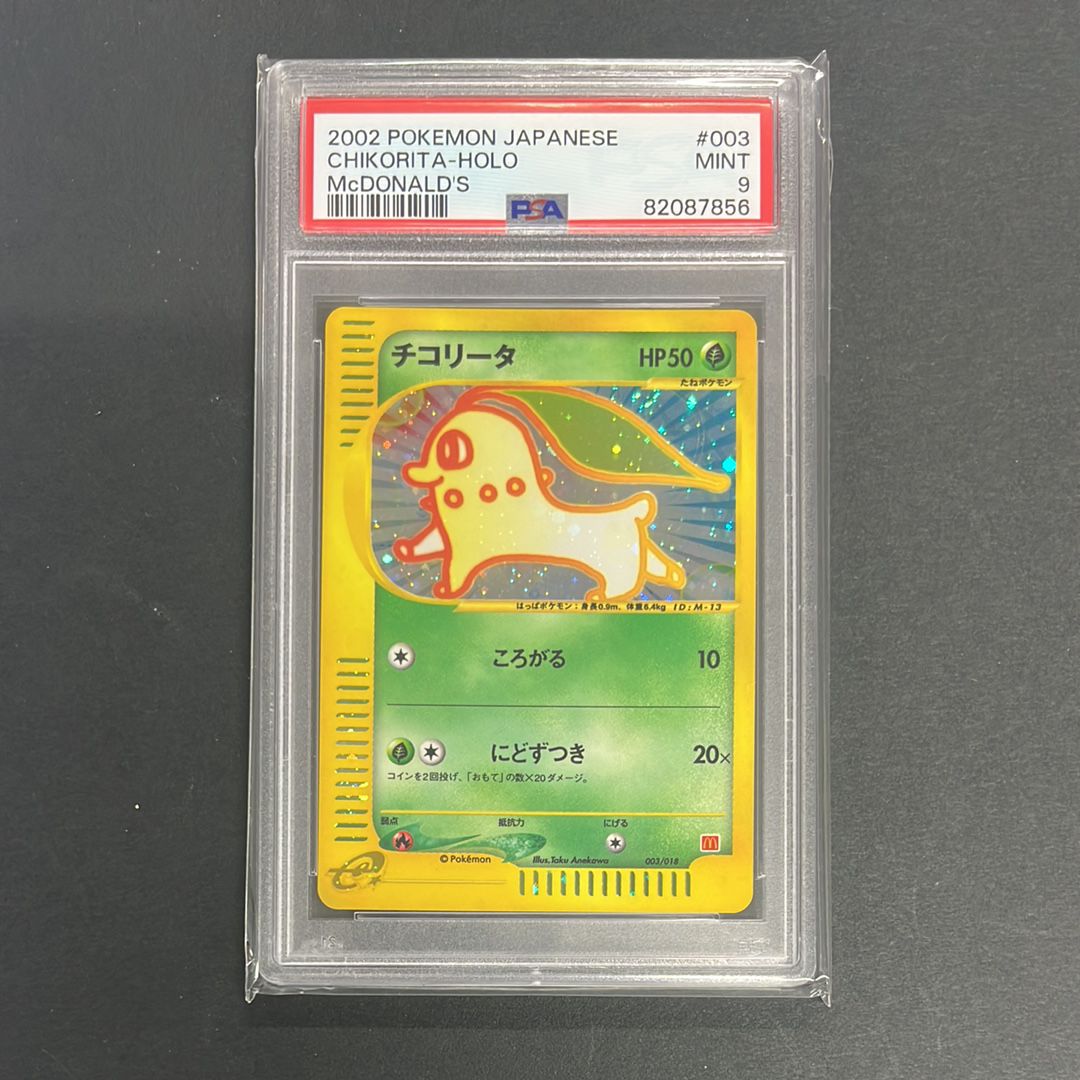 2002 POKEMON JAPANESE #003
CHIKORITA-HOLO MINT
McDONALD'S 9
PSA 82087856
チコリータ HP50
たねポケモン
はっぱポケモン：身長0.9m、体重6.4kg ID：M-13
ころがる 10
にどずつき 20×
コインを2回投げ、「おもて」の数×20ダメージ。
弱点 抵抗力 にげる
©Pokémon Illus.Taku Anekawa 003/018